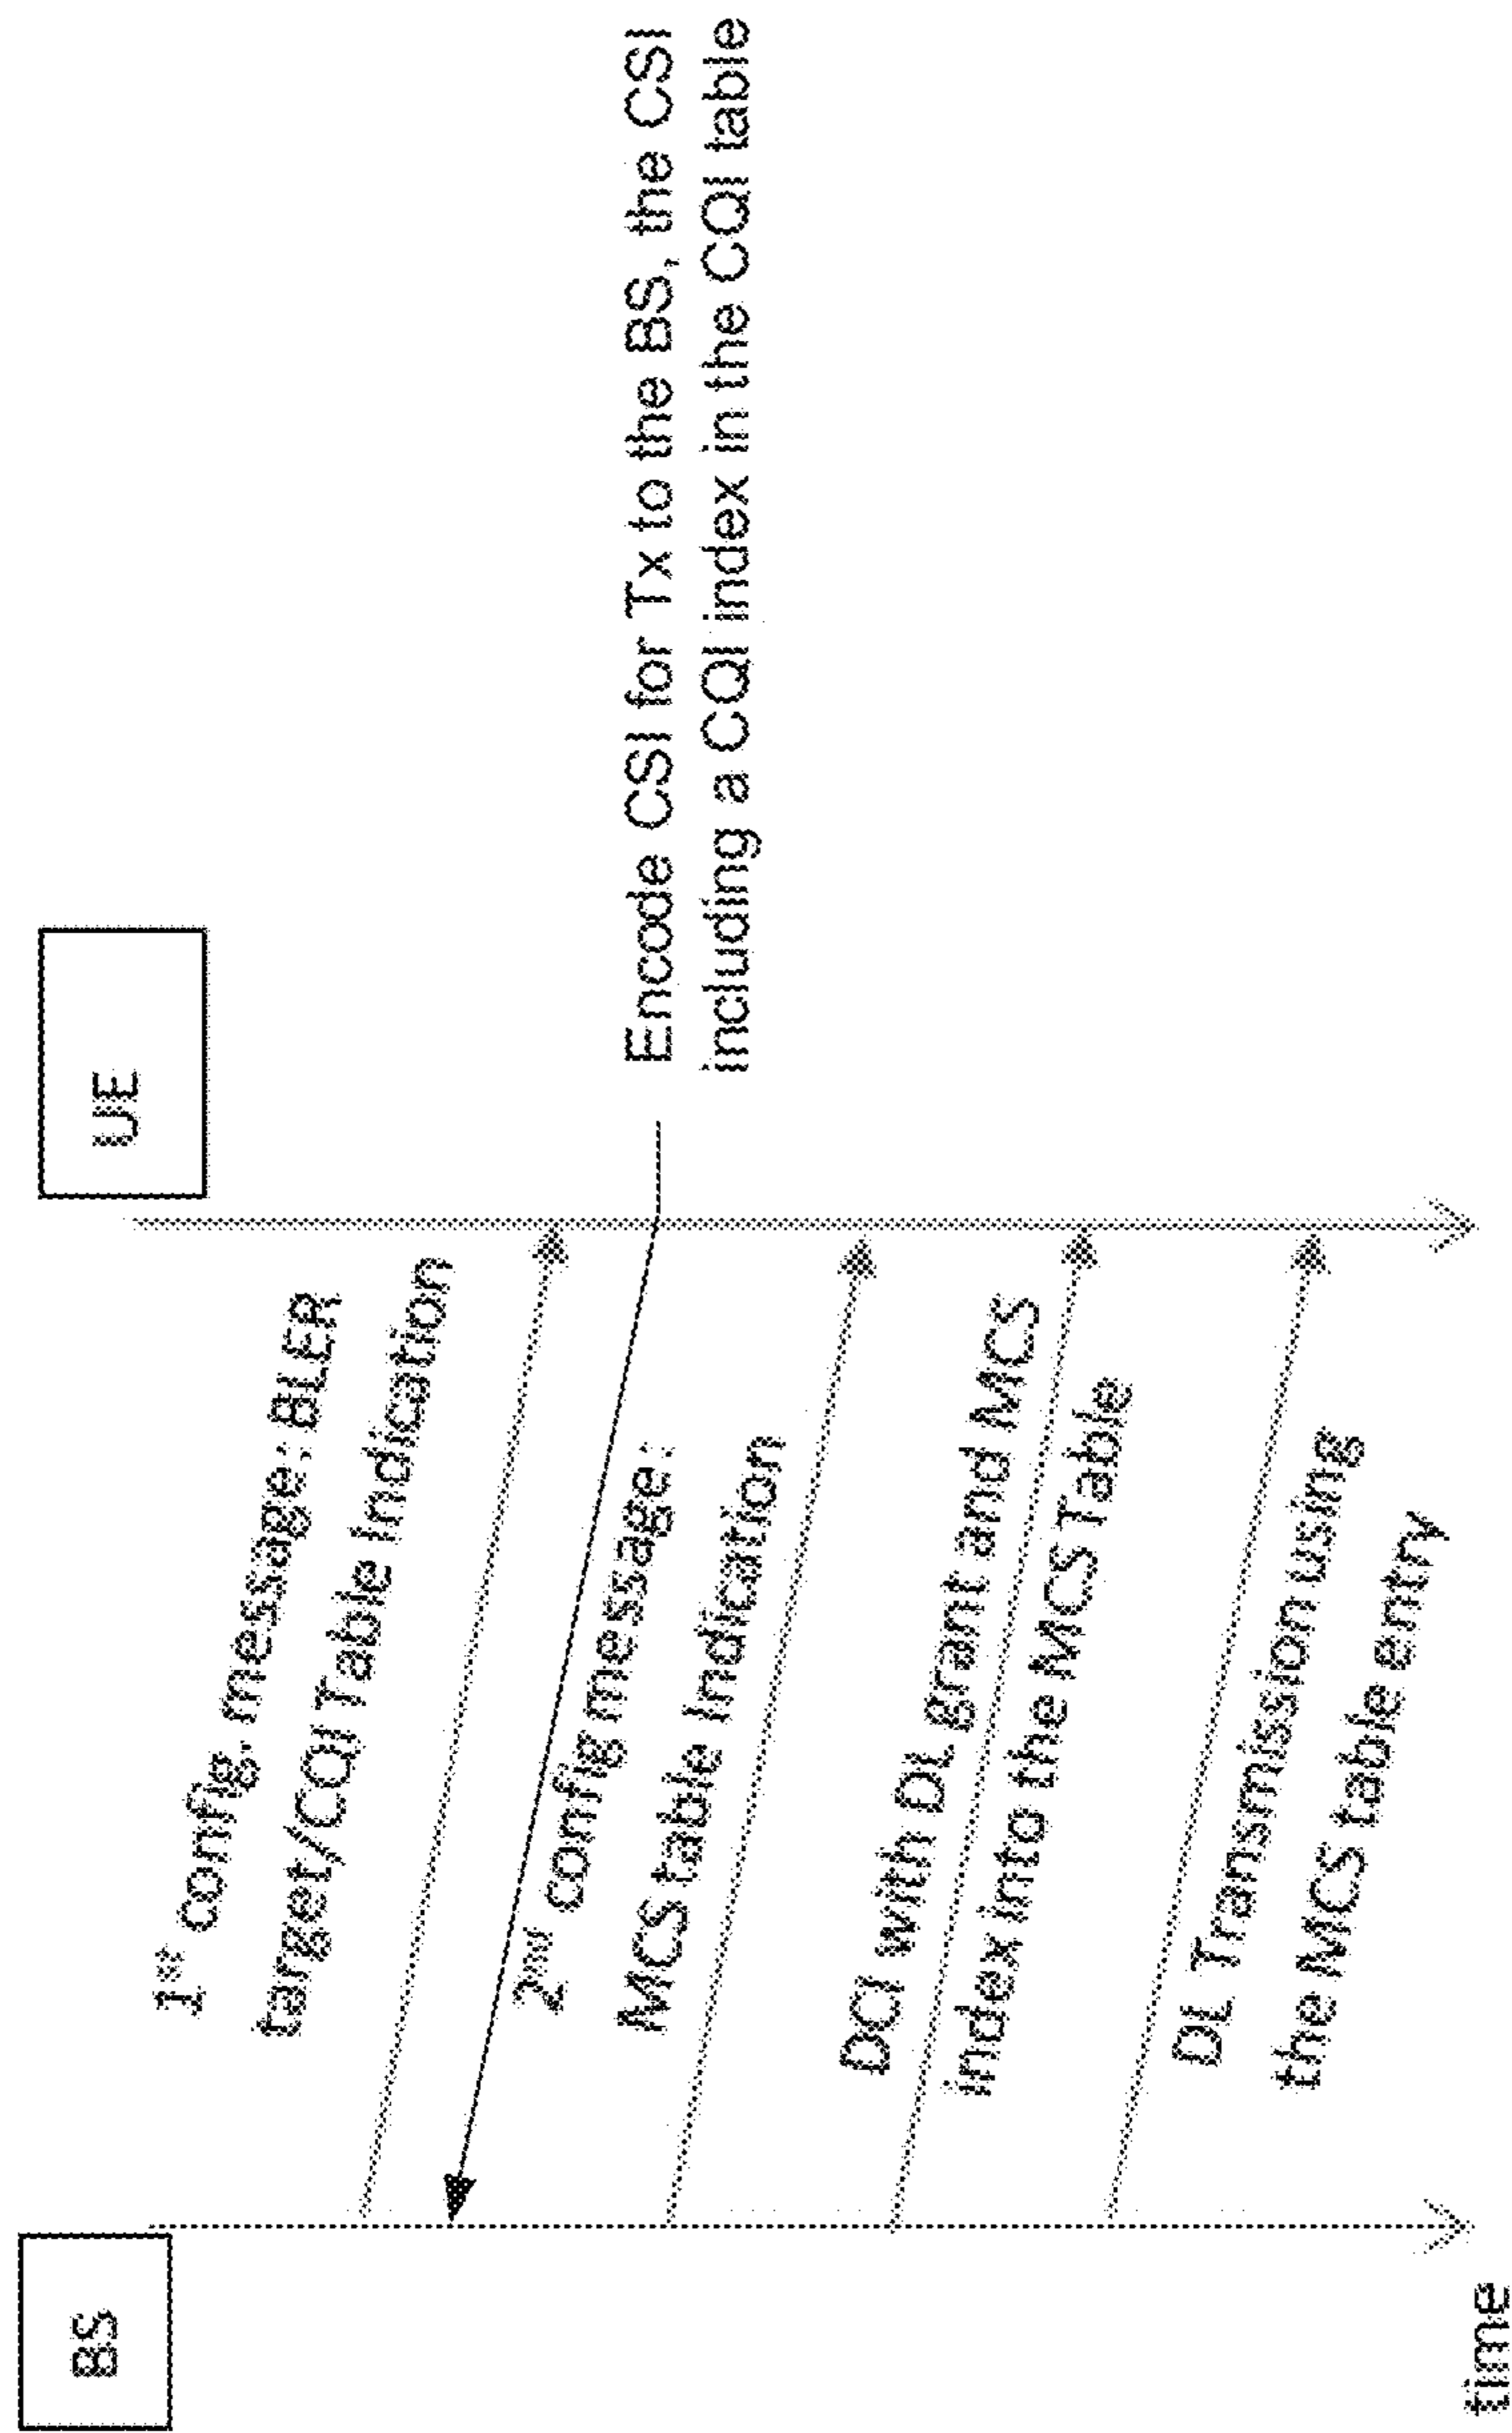 BS
UE
1st config. message: BLER
target/CQI Table Indication
Encode CSI for Tx to the BS, the CSI
including a CQI index in the CQI table
2nd config message:
MCS table Indication
DCI with DL grant and MCS
index into the MCS Table
DL Transmission using
the MCS table entry
time